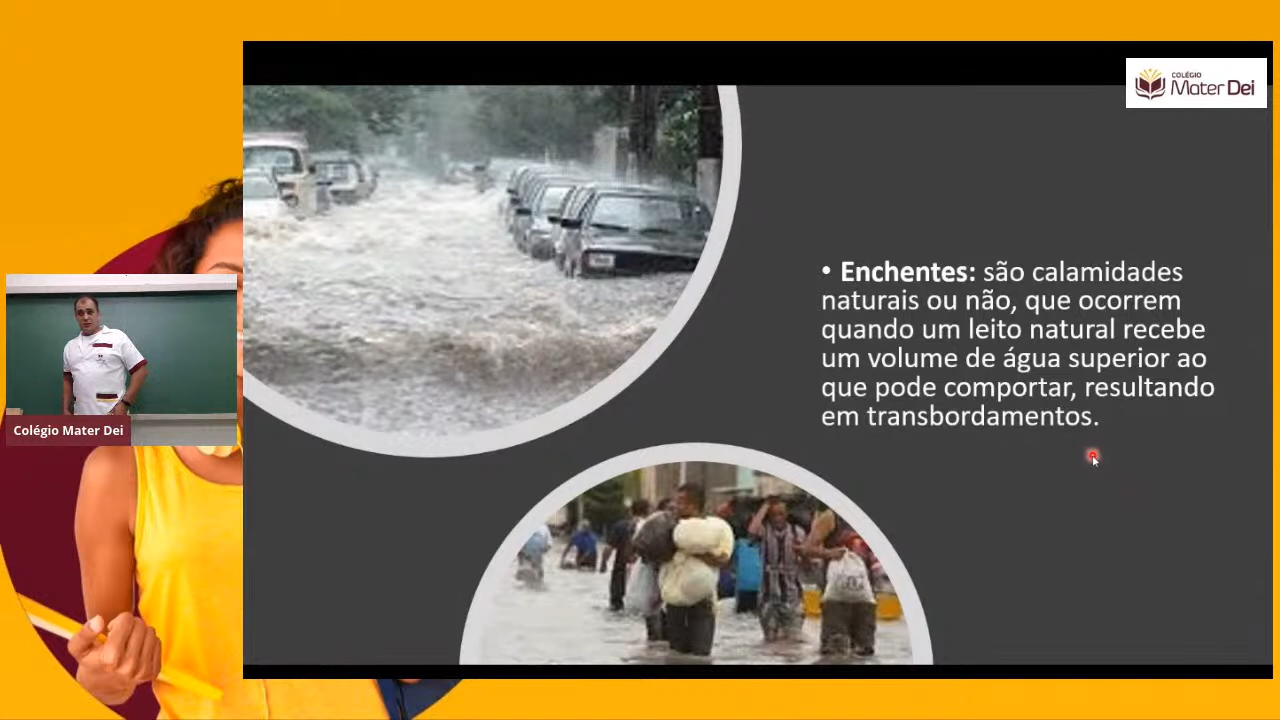 COLÉGIO
Mater Dei
• Enchentes: são calamidades
naturais ou não, que ocorrem
quando um leito natural recebe
um volume de água superior ao
que pode comportar, resultando
em transbordamentos.
Colégio Mater Dei